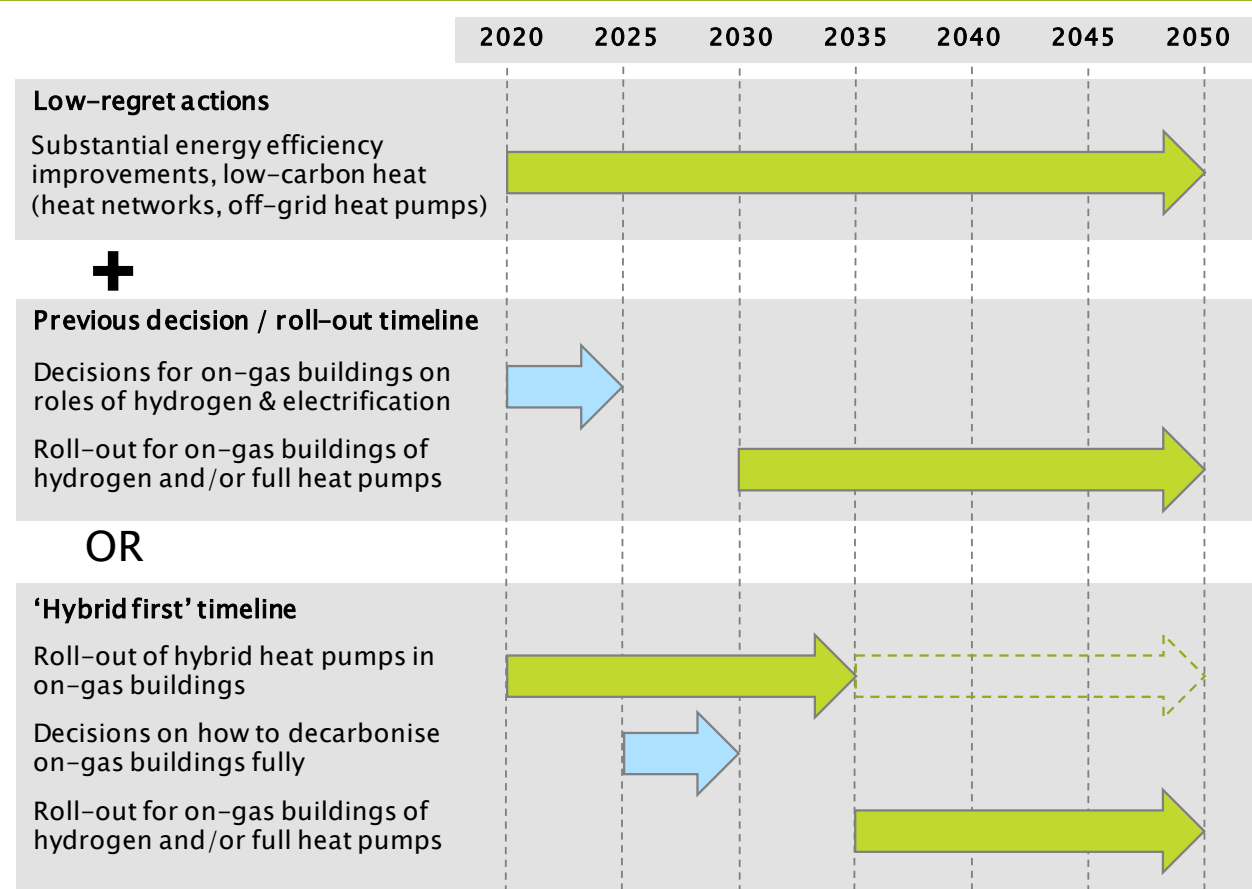 2020 2025 2030 2035 2040 2045 2050
Low-regret actions
Substantial energy efficiency
improvements, low-carbon heat
(heat networks, off-grid heat pumps)
+
Previous decision / roll-out timeline
Decisions for on-gas buildings on
roles of hydrogen & electrification
Roll-out for on-gas buildings of
hydrogen and/or full heat pumps
OR
‘Hybrid first’ timeline
Roll-out of hybrid heat pumps in
on-gas buildings
Decisions on how to decarbonise
on-gas buildings fully
Roll-out for on-gas buildings of
hydrogen and/or full heat pumps